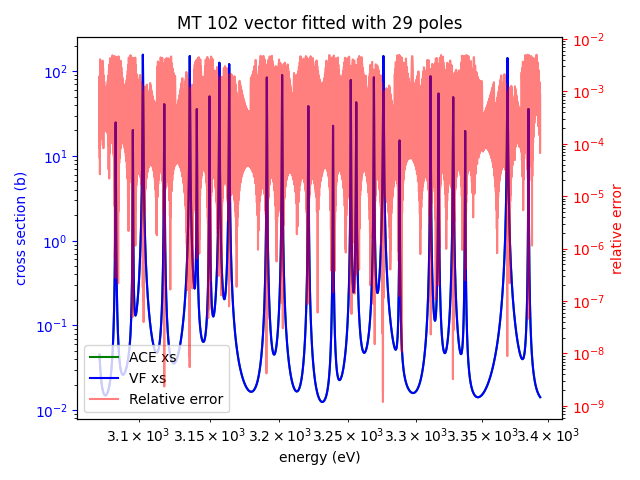 MT 102 vector fitted with 29 poles
10²
10¹
10⁰
10⁻¹
10⁻²
cross section (b)
10⁻²
10⁻³
10⁻⁴
10⁻⁵
10⁻⁶
10⁻⁷
10⁻⁸
10⁻⁹
relative error
ACE xs
VF xs
Relative error
3.1 × 10³ 3.15 × 10³ 3.2 × 10³ 3.25 × 10³ 3.3 × 10³ 3.35 × 10³ 3.4 × 10³
energy (eV)